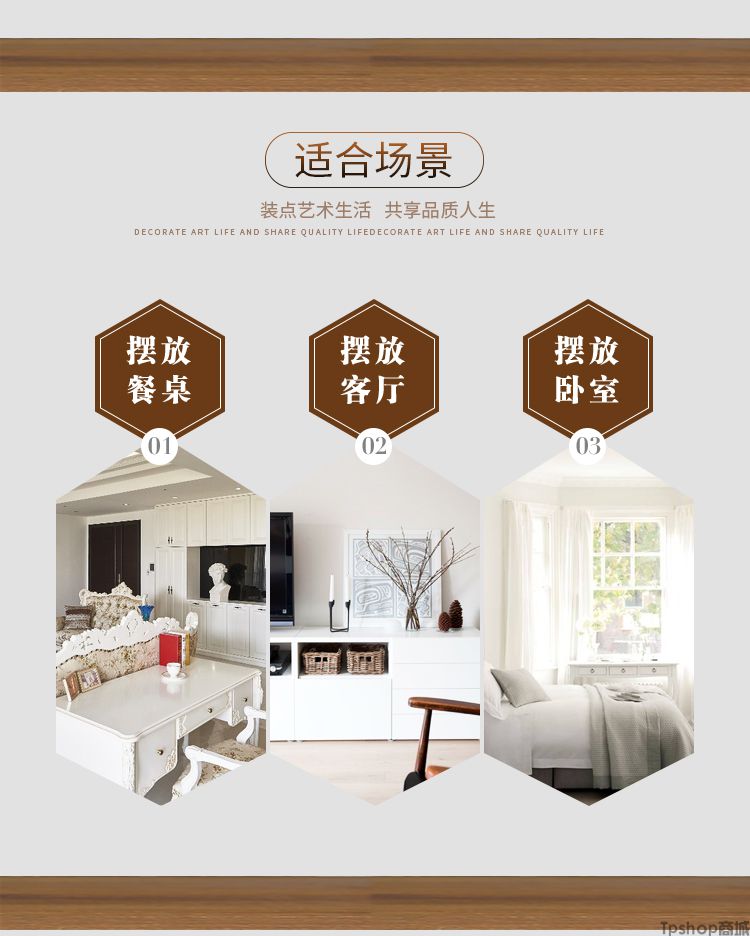 适合场景
装点艺术生活 共享品质人生
DECORATE ART LIFE AND SHARE QUALITY LIFEDECORATE ART LIFE AND SHARE QUALITY LIFE
摆放
餐桌
01
摆放
客厅
02
摆放
卧室
03
Tpshop商城